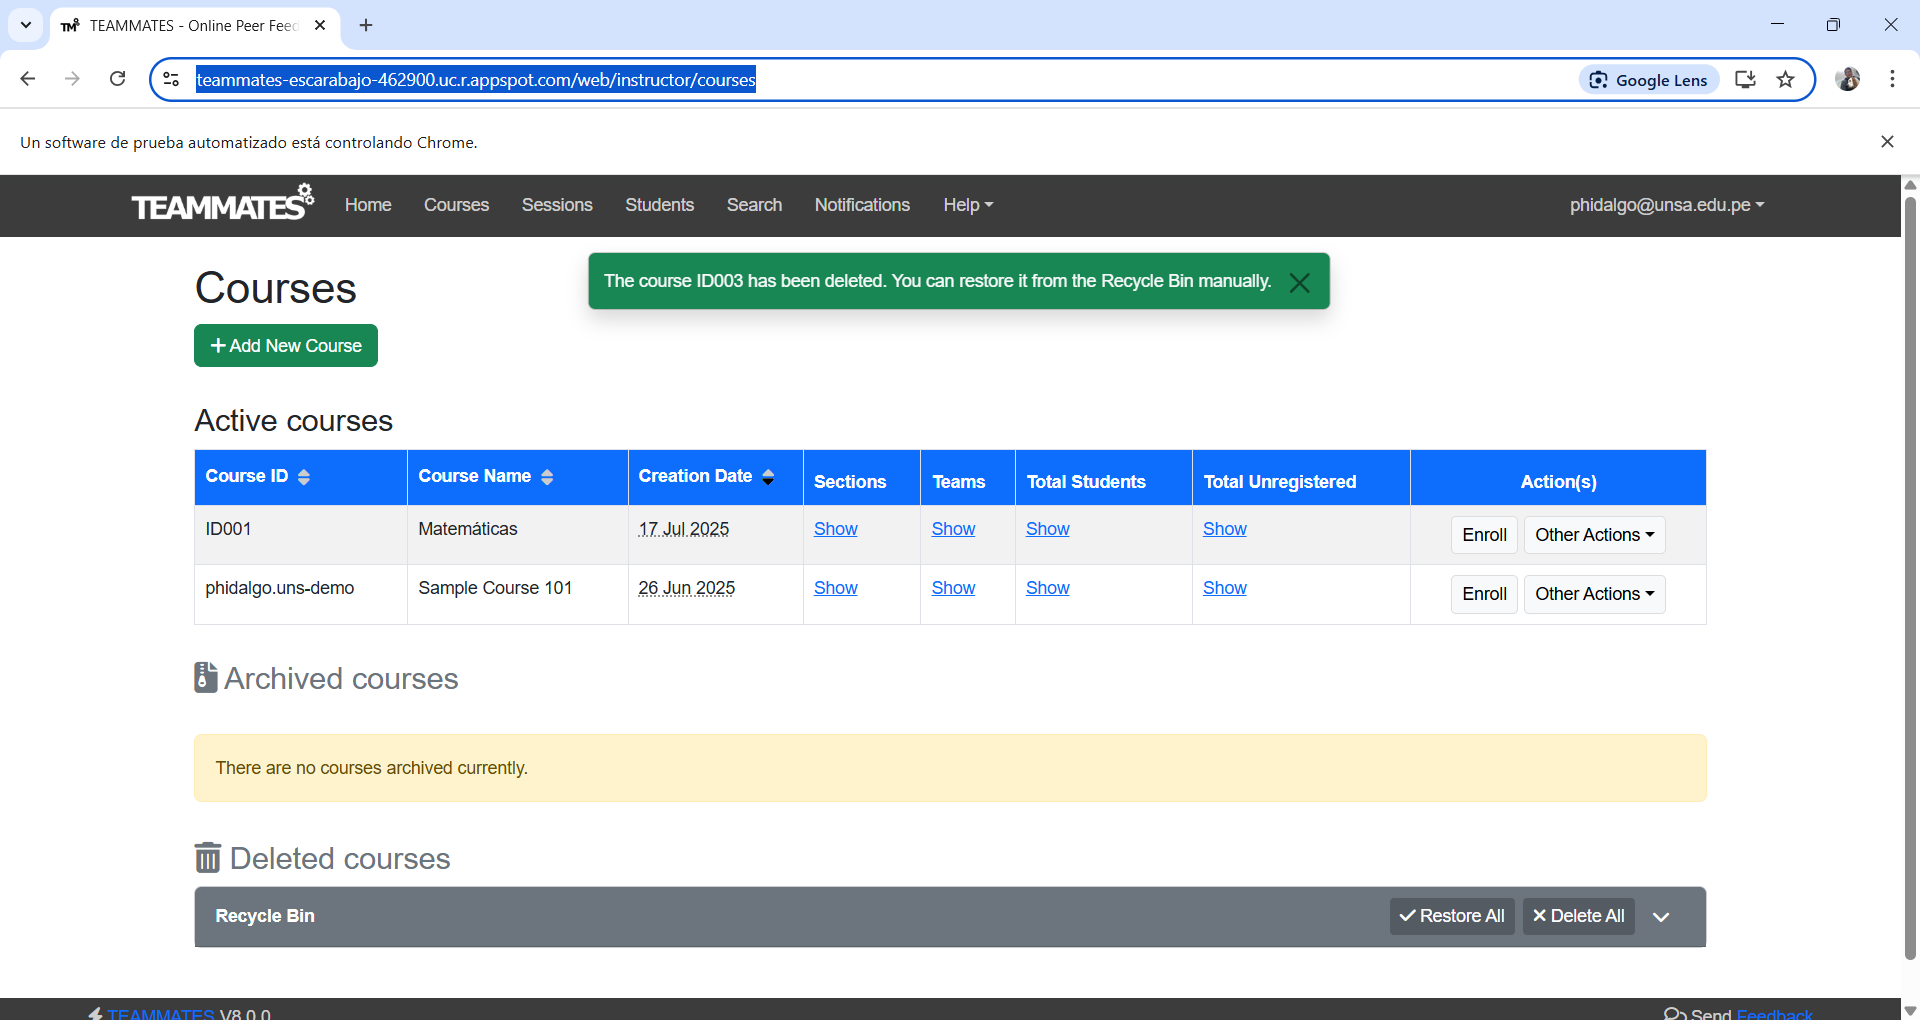 TEAMMATES - Online Peer Feed
teammates-escarabajo-462900.uc.r.appspot.com/web/instructor/courses
Google Lens
Un software de prueba automatizado está controlando Chrome.
TEAMMATES Home Courses Sessions Students Search Notifications Help phidalgo@unsa.edu.pe
Courses
The course ID003 has been deleted. You can restore it from the Recycle Bin manually.
Add New Course
Active courses
Course ID Course Name Creation Date Sections Teams Total Students Total Unregistered Action(s)
ID001 Matemáticas 17 Jul 2025 Show Show Show Show Enroll Other Actions
phidalgo.uns-demo Sample Course 101 26 Jun 2025 Show Show Show Show Enroll Other Actions
Archived courses
There are no courses archived currently.
Deleted courses
Recycle Bin Restore All Delete All
TEAMMATES V8.0.0 Send Feedback